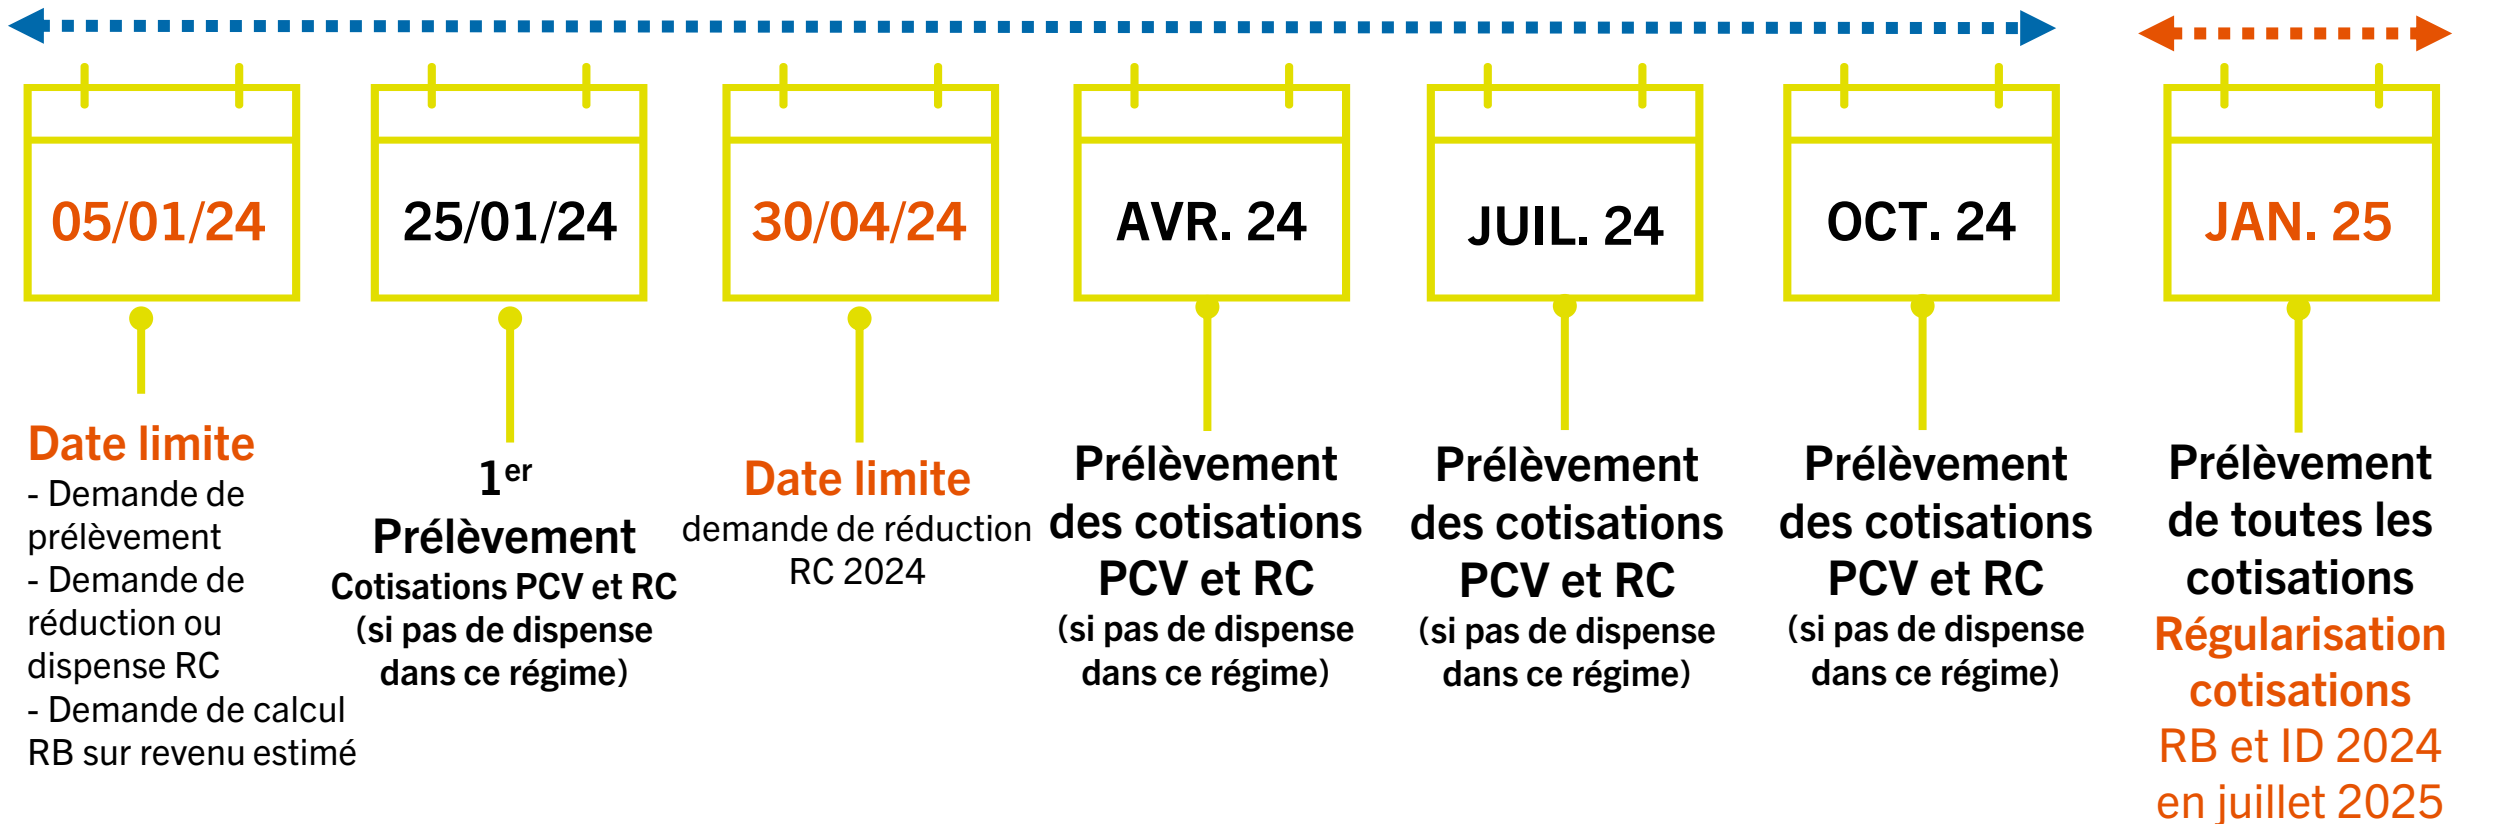 05/01/24
Date limite
- Demande de
prélèvement
- Demande de
réduction ou
dispense RC
- Demande de calcul
RB sur revenu estimé
25/01/24
1er
Prélèvement
Cotisations PCV et RC
(si pas de dispense
dans ce régime)
30/04/24
Date limite
demande de réduction
RC 2024
AVR. 24
Prélèvement
des cotisations
PCV et RC
(si pas de dispense
dans ce régime)
JUIL. 24
Prélèvement
des cotisations
PCV et RC
(si pas de dispense
dans ce régime)
OCT. 24
Prélèvement
des cotisations
PCV et RC
(si pas de dispense
dans ce régime)
JAN. 25
Prélèvement
de toutes les
cotisations
Régularisation
cotisations
RB et ID 2024
en juillet 2025